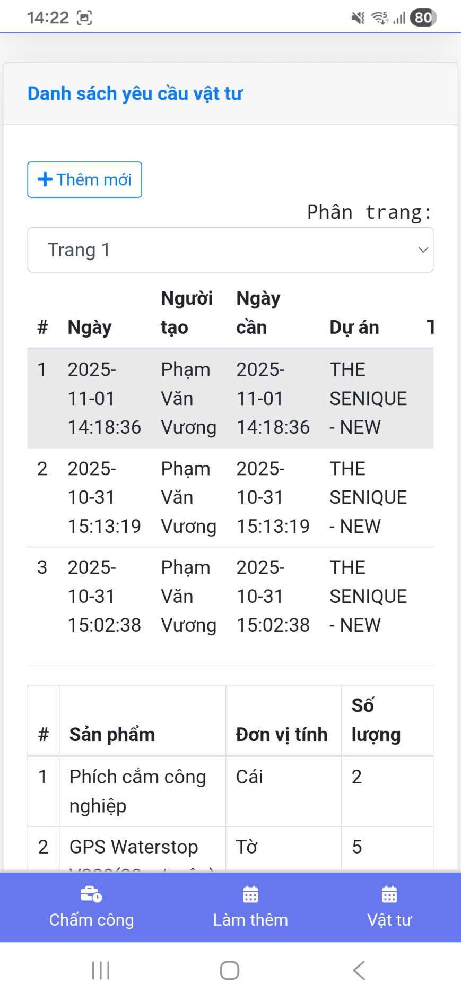 14:22
5
80
Danh sách yêu cầu vật tư
Thêm mới
Phân trang:
Trang 1
# Ngày Người tạo Ngày cần Dự án
1 2025-11-01 14:18:36 Phạm Văn Vương 2025-11-01 14:18:36 THE SENIQUE - NEW
2 2025-10-31 15:13:19 Phạm Văn Vương 2025-10-31 15:13:19 THE SENIQUE - NEW
3 2025-10-31 15:02:38 Phạm Văn Vương 2025-10-31 15:02:38 THE SENIQUE - NEW
# Sản phẩm Đơn vị tính Số lượng
1 Phích cắm công nghiệp Cái 2
2 GPS Waterstop Tờ 5
Chấm công Làm thêm Vật tư